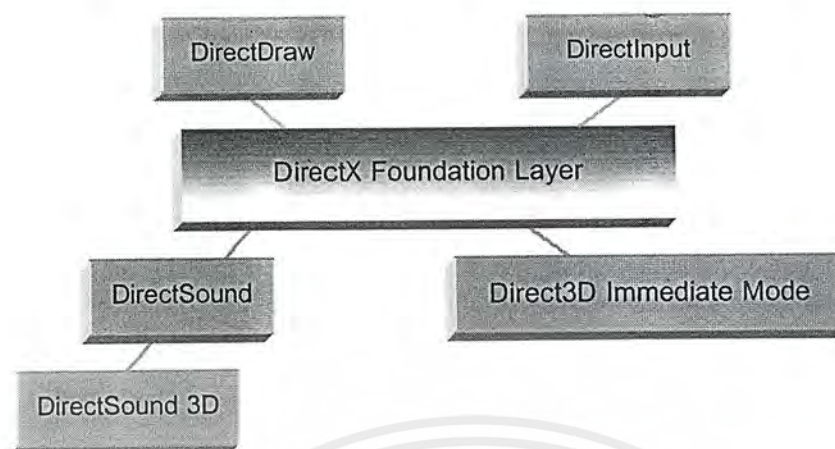 DirectDraw
DirectInput
DirectX Foundation Layer
DirectSound
Direct3D Immediate Mode
DirectSound 3D